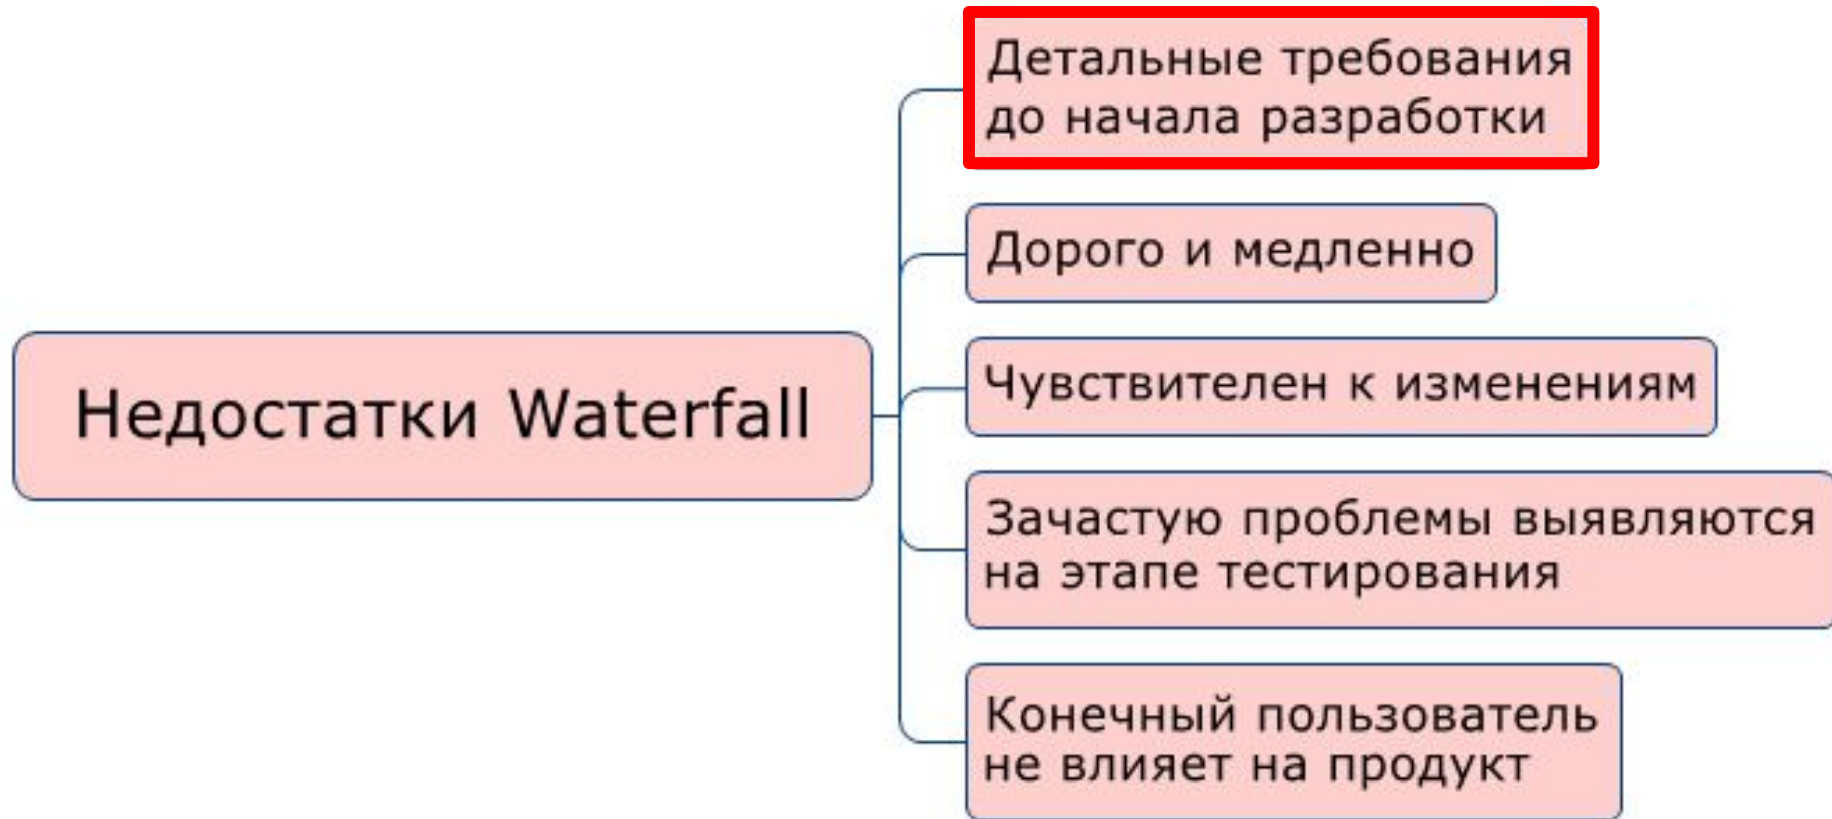 Недостатки Waterfall
Детальные требования
до начала разработки
Дорого и медленно
Чувствителен к изменениям
Зачастую проблемы выявляются
на этапе тестирования
Конечный пользователь
не влияет на продукт